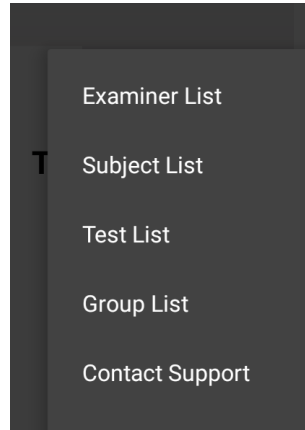 T
Examiner List
Subject List
Test List
Group List
Contact Support